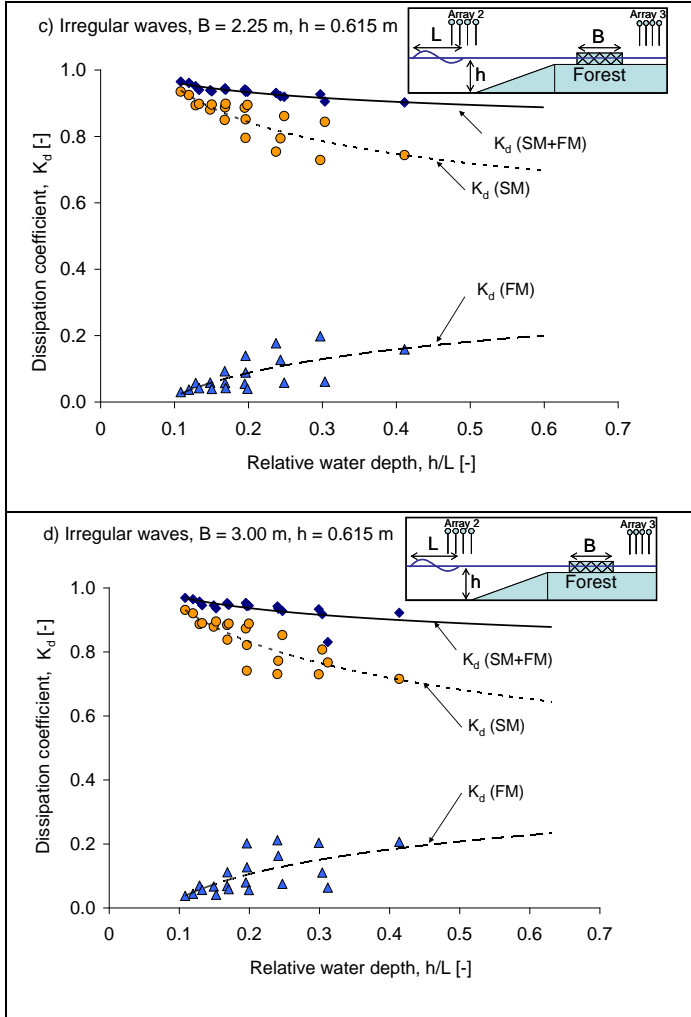 c) Irregular waves, B = 2.25 m, h = 0.615 m
Array 2
Array 3
L
B
h
Forest
1.0
0.8
0.6
0.4
0.2
0.0
Dissipation coefficient, K_d [-]
K_d (SM+FM)
K_d (SM)
K_d (FM)
0 0.1 0.2 0.3 0.4 0.5 0.6 0.7
Relative water depth, h/L [-]
d) Irregular waves, B = 3.00 m, h = 0.615 m
Array 2
Array 3
L
B
h
Forest
1.0
0.8
0.6
0.4
0.2
0.0
Dissipation coefficient, K_d [-]
K_d (SM+FM)
K_d (SM)
K_d (FM)
0 0.1 0.2 0.3 0.4 0.5 0.6 0.7
Relative water depth, h/L [-]